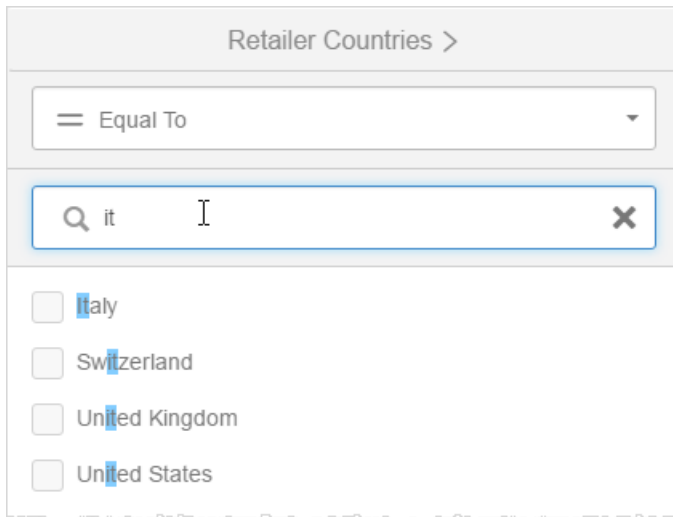 Retailer Countries >
= Equal To
it
Italy
Switzerland
United Kingdom
United States